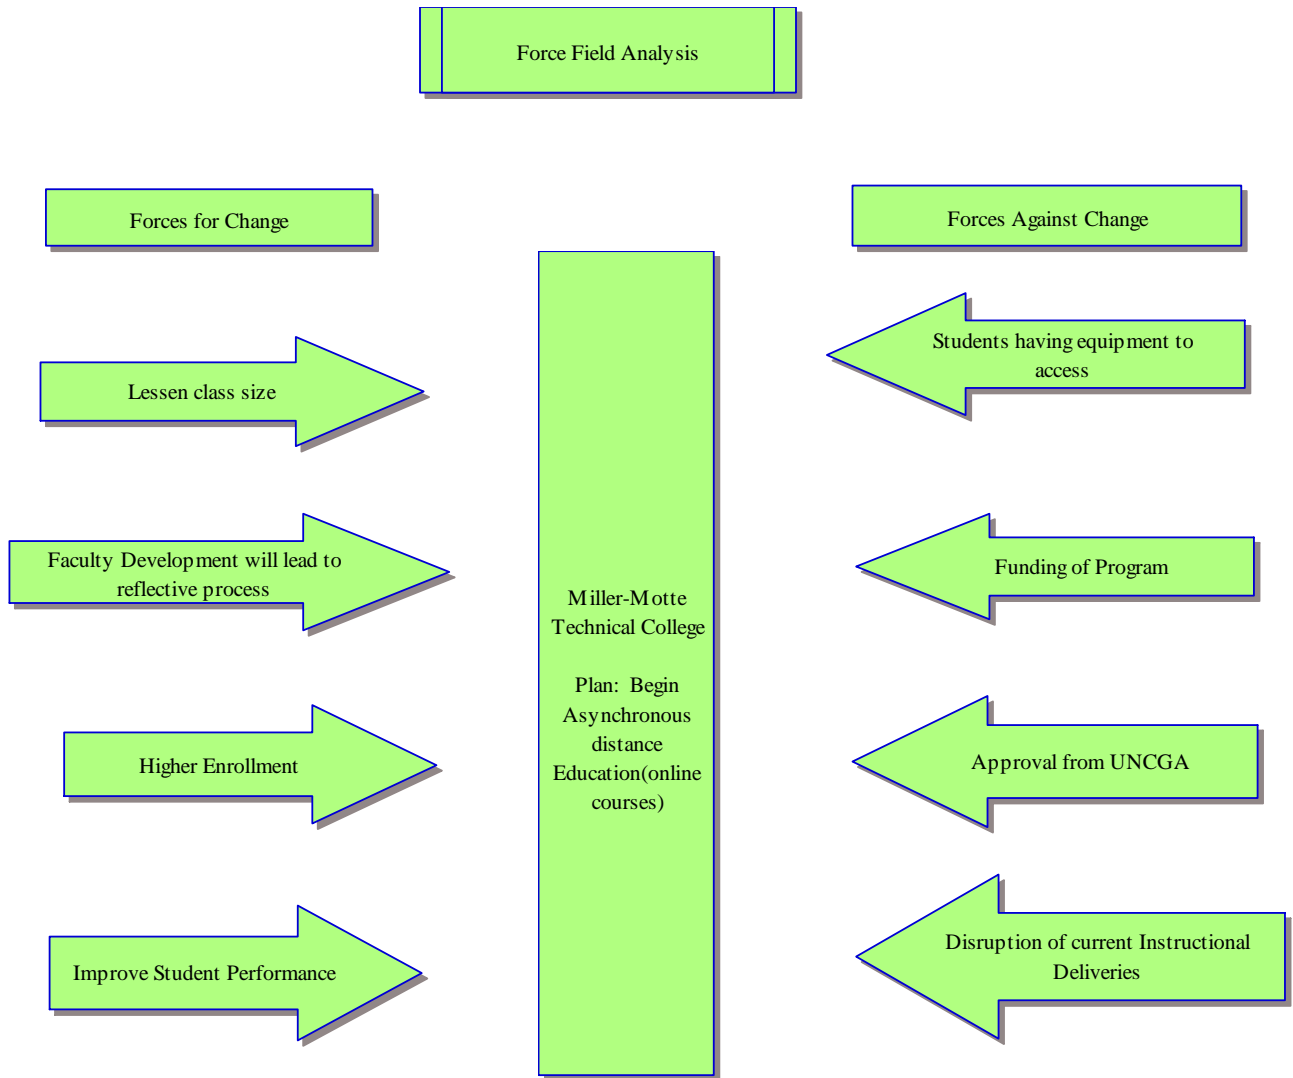 Force Field Analysis
Forces for Change
Forces Against Change
Lessen class size
Faculty Development will lead to
reflective process
Higher Enrollment
Improve Student Performance
Miller-Motte
Technical College
Plan: Begin
Asynchronous
distance
Education(online
courses)
Students having equipment to
access
Funding of Program
Approval from UNCGA
Disruption of current Instructional
Deliveries